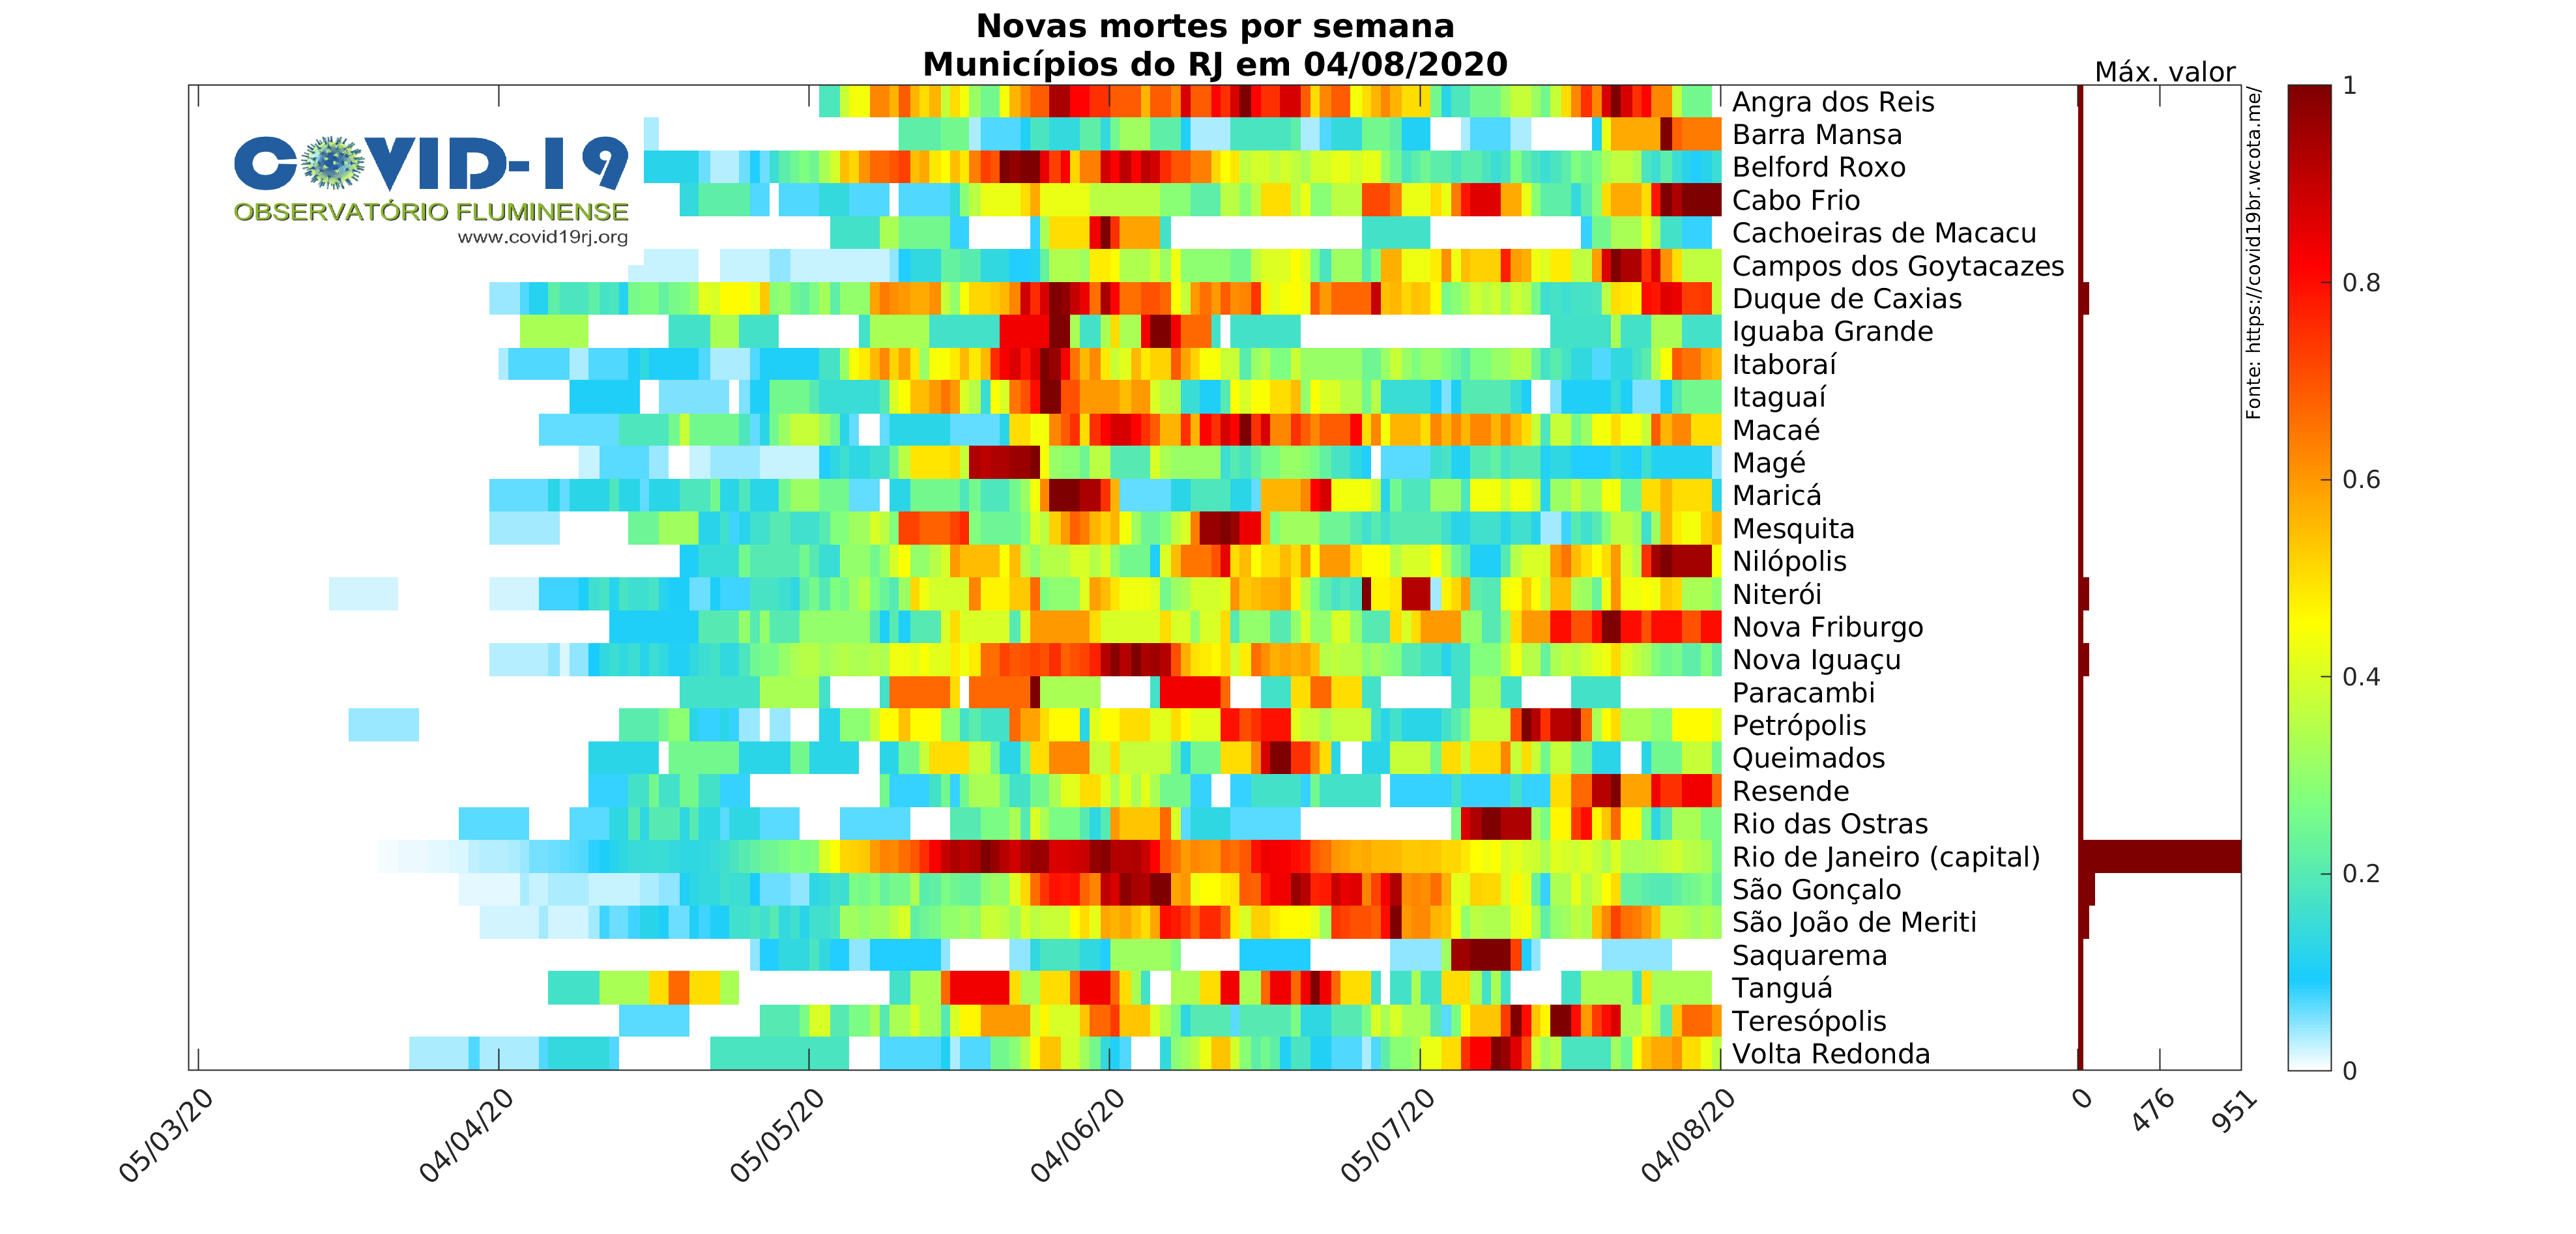 Novas mortes por semana
Municípios do RJ em 04/08/2020
Máx. valor
COVID-19
OBSERVATÓRIO FLUMINENSE
www.covid19rj.org
Angra dos Reis
Barra Mansa
Belford Roxo
Cabo Frio
Cachoeiras de Macacu
Campos dos Goytacazes
Duque de Caxias
Iguaba Grande
Itaboraí
Itaguaí
Macaé
Magé
Maricá
Mesquita
Nilópolis
Niterói
Nova Friburgo
Nova Iguaçu
Paracambi
Petrópolis
Queimados
Resende
Rio das Ostras
Rio de Janeiro (capital)
São Gonçalo
São João de Meriti
Saquarema
Tanguá
Teresópolis
Volta Redonda
Fonte: https://covid19br.wcota.me/
1
0.8
0.6
0.4
0.2
0
05/03/20
04/04/20
05/05/20
04/06/20
05/07/20
04/08/20
0
476
951